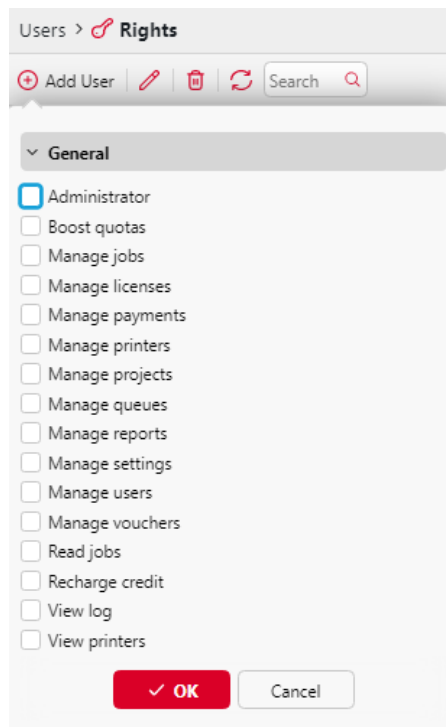 Users > Rights
Add User Search
General
Administrator
Boost quotas
Manage jobs
Manage licenses
Manage payments
Manage printers
Manage projects
Manage queues
Manage reports
Manage settings
Manage users
Manage vouchers
Read jobs
Recharge credit
View log
View printers
OK Cancel